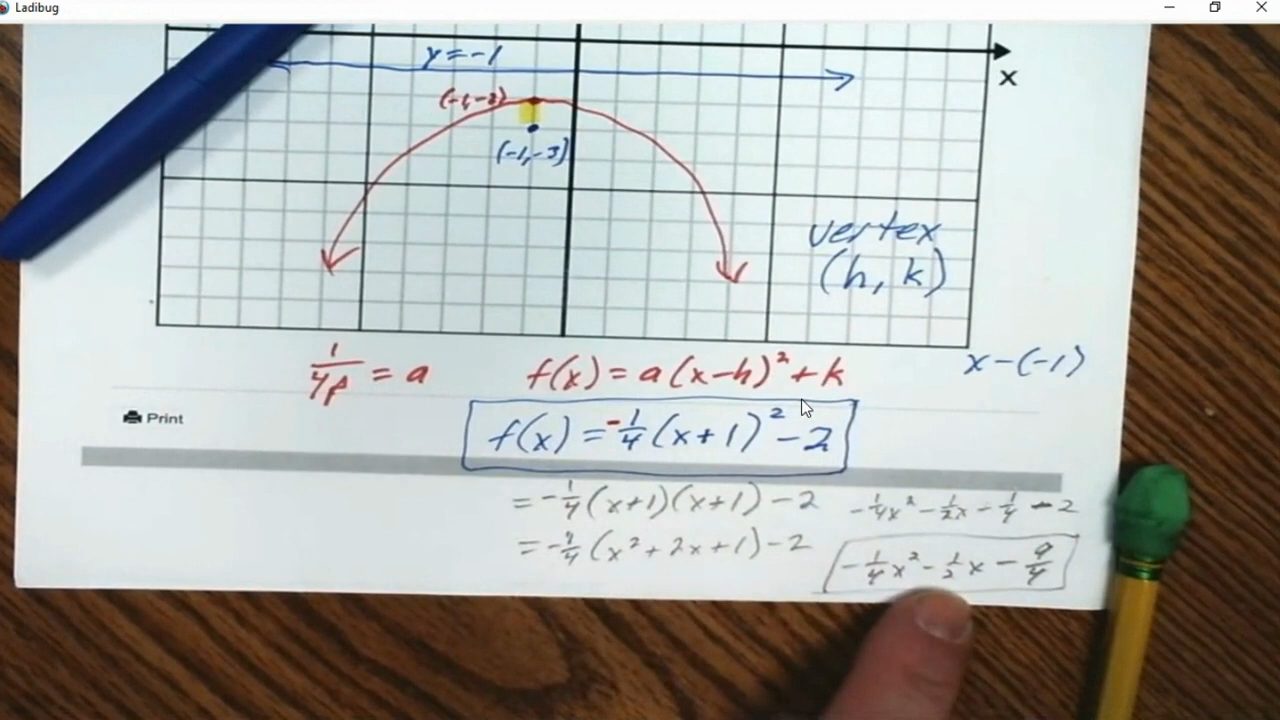 Ladibug
y=-1
x
(-1,-2)
(-1,-3)
vertex
(h, k)
1/4p = a
f(x) = a(x-h)²+k
x-(-1)
Print
f(x) = -1/4(x+1)²-2
= -1/4(x+1)(x+1)-2
-1/4x²-1/2x-1/4-2
= -1/4(x²+2x+1)-2
-1/4x²-1/2x-9/4